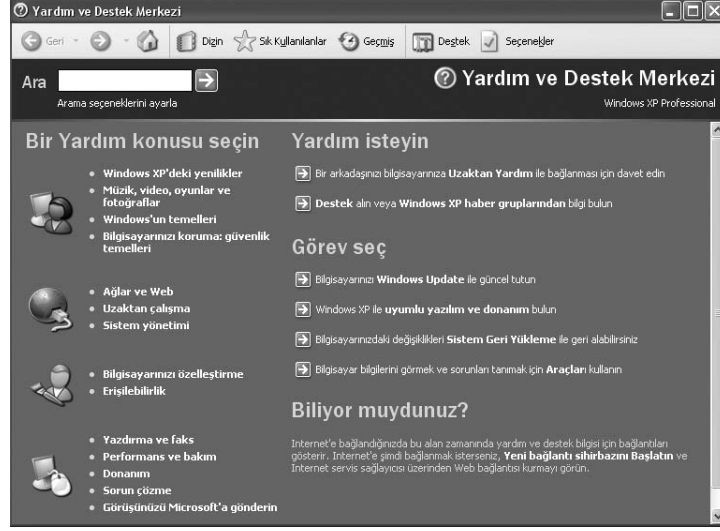 Yardım ve Destek Merkezi
Geri
Dizin
Sık Kullanılanlar
Geçmiş
Destek
Seçenekler
Ara
Arama seçeneklerini ayarla
Yardım ve Destek Merkezi
Windows XP Professional
Bir Yardım konusu seçin
Windows XP'deki yenilikler
Müzik, video, oyunlar ve
fotoğraflar
Windows'un temelleri
Bilgisayarınızı koruma: güvenlik
temelleri
Ağlar ve Web
Uzaktan çalışma
Sistem yönetimi
Bilgisayarınızı özelleştirme
Erişilebilirlik
Yazdırma ve faks
Performans ve bakım
Donanım
Sorun çözme
Görüşünüzü Microsoft'a gönderin
Yardım isteyin
Bir arkadaşınızı bilgisayarınıza Uzaktan Yardım ile bağlanması için davet edin
Destek alın veya Windows XP haber gruplarından bilgi bulun
Görev seç
Bilgisayarınızı Windows Update ile güncel tutun
Windows XP ile uyumlu yazılım ve donanım bulun
Bilgisayarınızdaki değişiklikleri Sistem Geri Yükleme ile geri alabilirsiniz
Bilgisayar bilgilerini görmek ve sorunları tanımak için Araçları kullanın
Biliyor muydunuz?
Internet'e bağlandığınızda bu alan zamanında yardım ve destek bilgisi için bağlantıları
gösterir. Internet'e şimdi bağlanmak isterseniz, Yeni bağlantı sihirbazını Başlatın ve
Internet servis sağlayıcısı üzerinden Web bağlantısı kurmayı görün.